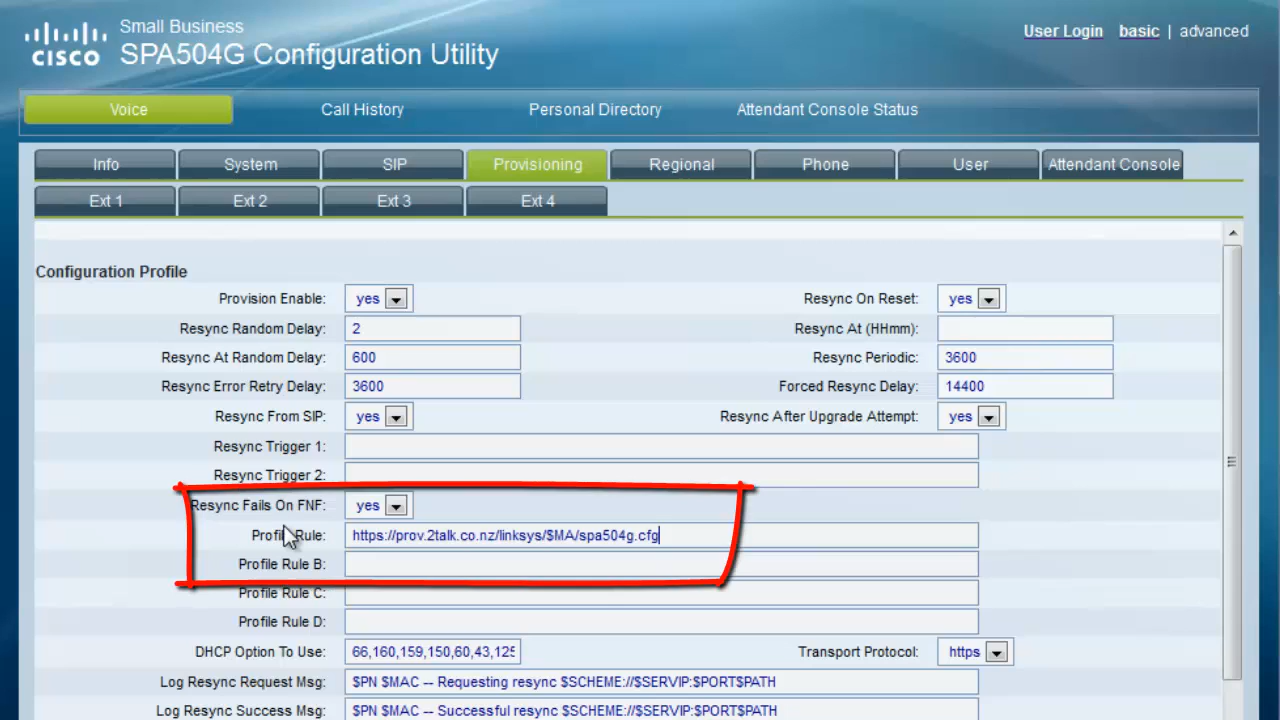 Small Business
CISCO SPA504G Configuration Utility
User Login basic | advanced
Voice Call History Personal Directory Attendant Console Status
Info System SIP Provisioning Regional Phone User Attendant Console
Ext 1 Ext 2 Ext 3 Ext 4
Configuration Profile
Provision Enable: yes Resync On Reset: yes
Resync Random Delay: 2 Resync At (HHmm):
Resync At Random Delay: 600 Resync Periodic: 3600
Resync Error Retry Delay: 3600 Forced Resync Delay: 14400
Resync From SIP: yes Resync After Upgrade Attempt: yes
Resync Trigger 1:
Resync Trigger 2:
Resync Fails On FNF: yes
Profile Rule: https://prov.2talk.co.nz/linksys/$MA/spa504g.cfg
Profile Rule B:
Profile Rule C:
Profile Rule D:
DHCP Option To Use: 66,160,159,150,60,43,125 Transport Protocol: https
Log Resync Request Msg: $PN $MAC -- Requesting resync $SCHEME://$SERVIP:$PORT$PATH
Log Resync Success Msg: $PN $MAC -- Successful resync $SCHEME://$SERVIP:$PORT$PATH